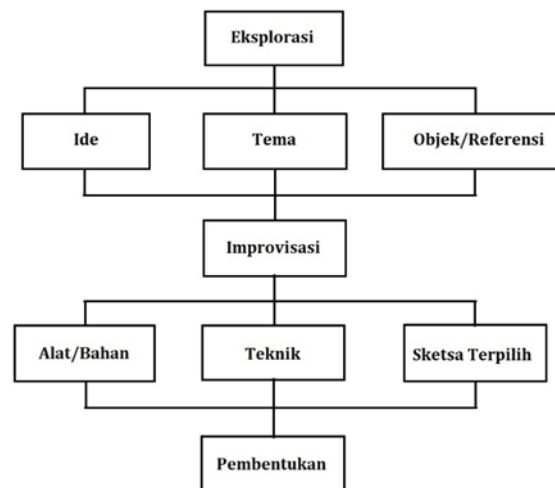 Eksplorasi
Ide
Tema
Objek/Referensi
Improvisasi
Alat/Bahan
Teknik
Sketsa Terpilih
Pembentukan